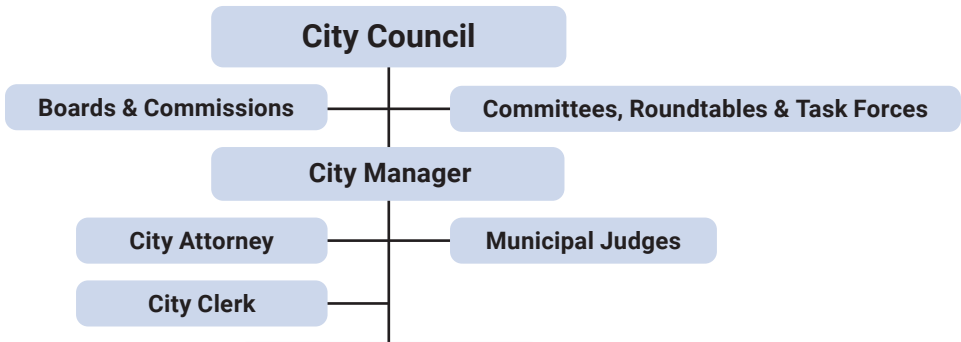 City Council
Boards & Commissions
Committees, Roundtables & Task Forces
City Manager
City Attorney
Municipal Judges
City Clerk